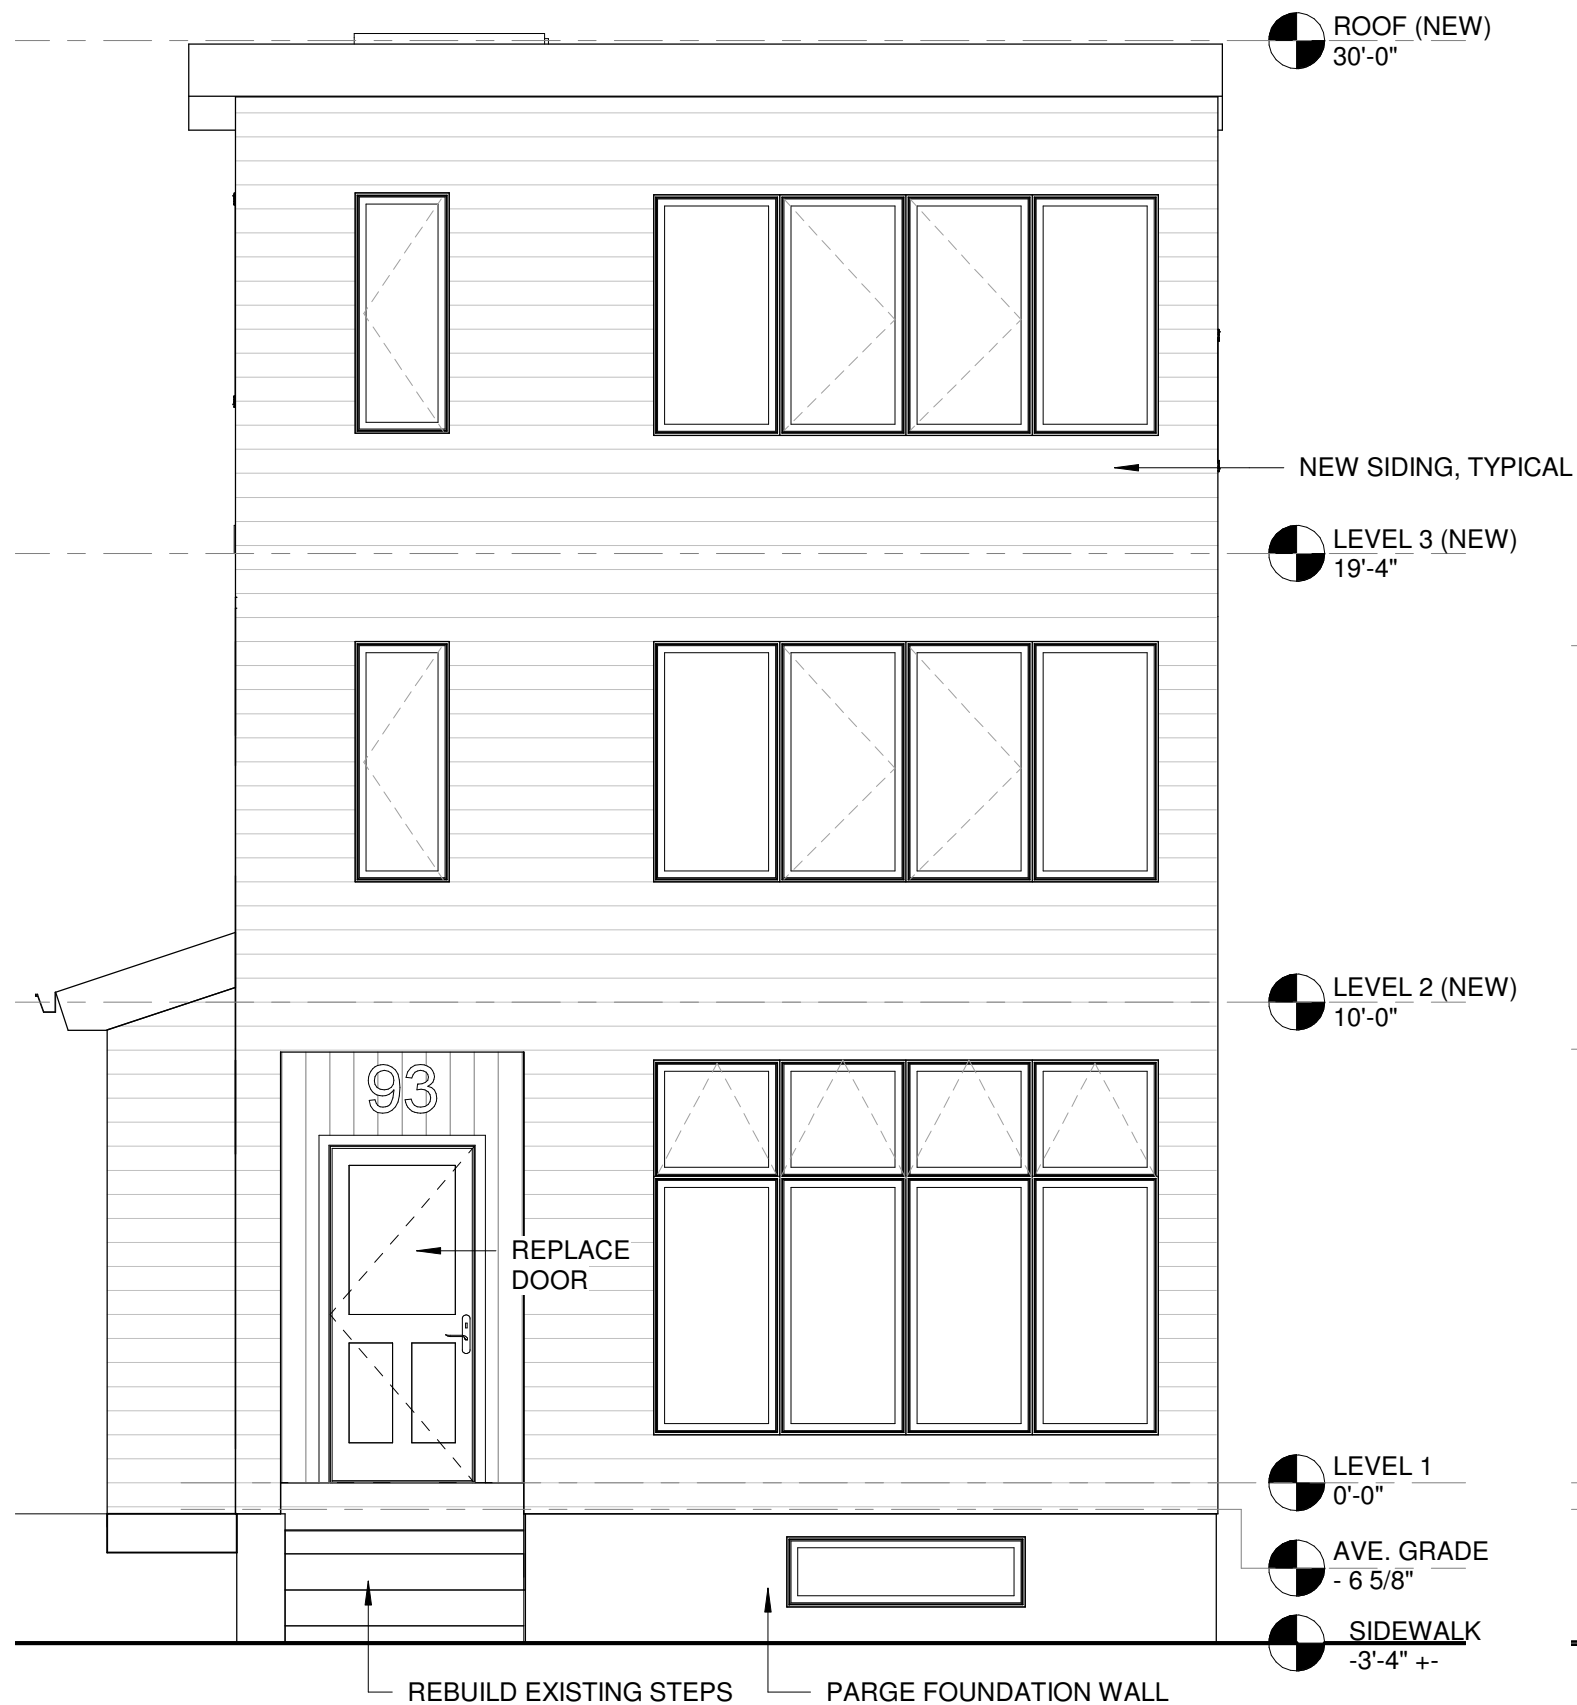 ROOF (NEW)
30'-0"
NEW SIDING, TYPICAL
LEVEL 3 (NEW)
19'-4"
LEVEL 2 (NEW)
10'-0"
93
REPLACE
DOOR
LEVEL 1
0'-0"
AVE. GRADE
- 6 5/8"
SIDEWALK
-3'-4" +-
REBUILD EXISTING STEPS
PARGE FOUNDATION WALL